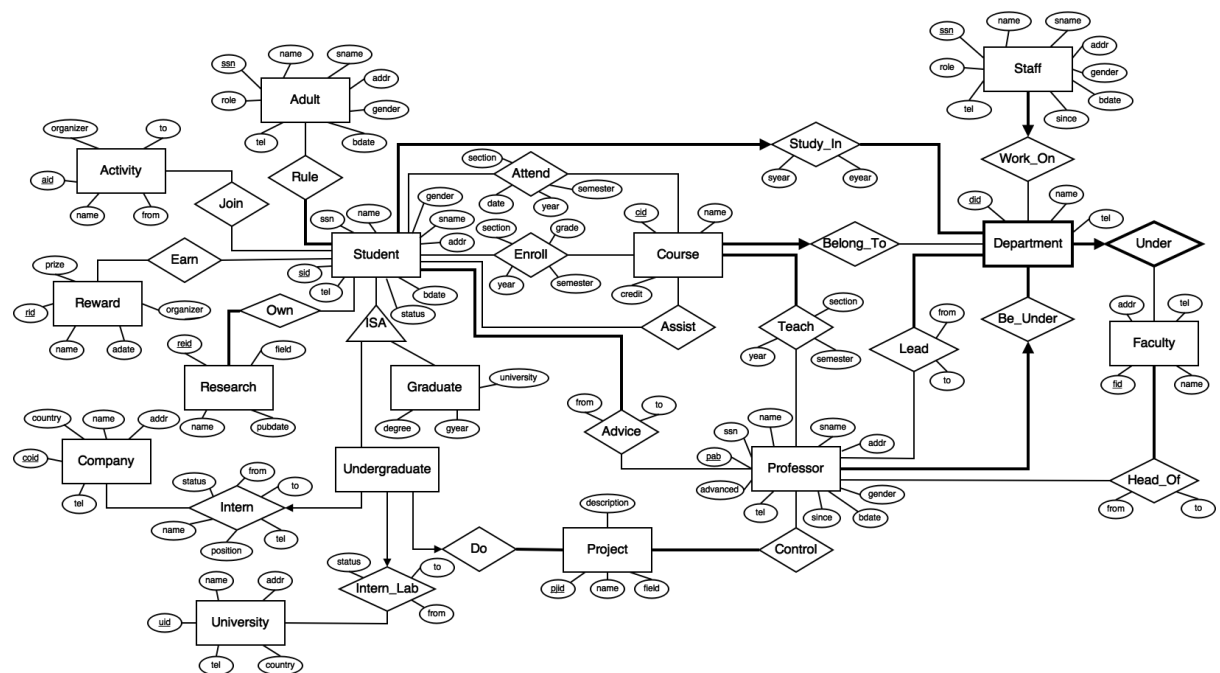 ssn
name
sname
addr
role
Adult
gender
tel
bdate
Rule
ssn
name
sname
addr
role
Staff
gender
bdate
tel
since
Work_On
organizer
to
Activity
aid
name
from
Join
section
Attend
semester
date
year
Study_In
syear
eyear
did
name
tel
Department
Under
ssn
name
gender
sname
addr
Student
sid
tel
bdate
status
section
grade
Enroll
year
semester
cid
name
Course
credit
Belong_To
Assist
Earn
prize
Reward
organizer
rid
name
adate
Own
ISA
reid
field
Research
name
pubdate
Graduate
university
degree
gyear
section
Teach
year
semester
from
Lead
to
Be_Under
addr
tel
Faculty
fid
name
from
to
Advice
country
name
addr
coid
Company
tel
Undergraduate
status
from
to
Intern
name
position
tel
ssn
name
sname
addr
pab
Professor
advanced
gender
tel
since
bdate
Head_Of
from
to
description
Do
Project
pjid
name
field
Control
status
to
Intern_Lab
from
name
addr
uid
University
tel
country